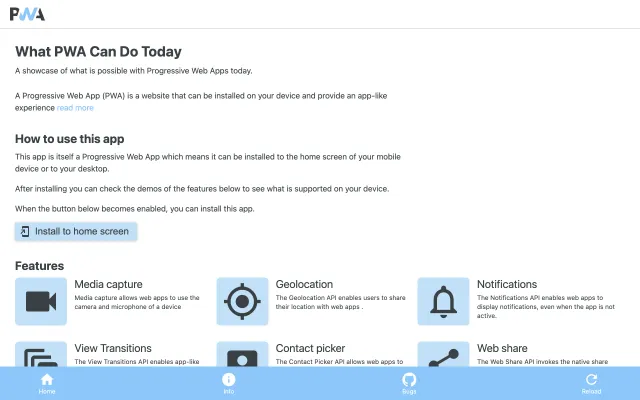 PWA
What PWA Can Do Today
A showcase of what is possible with Progressive Web Apps today.
A Progressive Web App (PWA) is a website that can be installed on your device and provide an app-like
experience read more
How to use this app
This app is itself a Progressive Web App which means it can be installed to the home screen of your mobile
device or to your desktop.
After installing you can check the demos of the features below to see what is supported on your device.
When the button below becomes enabled, you can install this app.
Install to home screen
Features
Media capture
Media capture allows web apps to use the
camera and microphone of a device
Geolocation
The Geolocation API enables users to share
their location with web apps .
Notifications
The Notifications API enables web apps to
display notifications, even when the app is not
active.
View Transitions
The View Transitions API enables app-like
Contact picker
The Contact Picker API allows web apps to
Web share
The Web Share API invokes the native share
Home
Info
Bugs
Reload